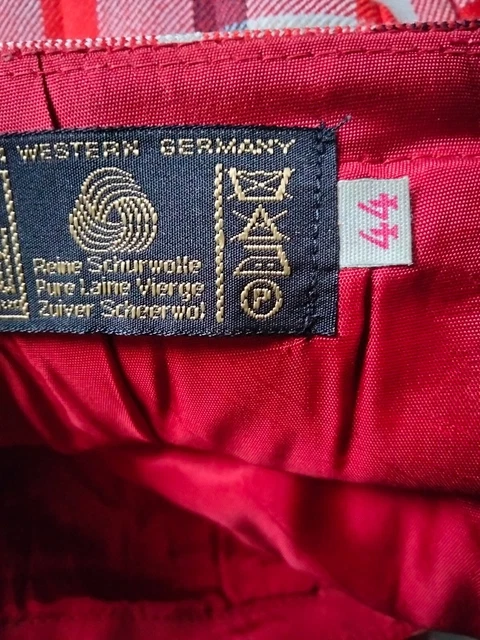 WESTERN GERMANY
Reine Schurwolle
Pure Laine Vierge
Zuiver Scheerwol
P
44